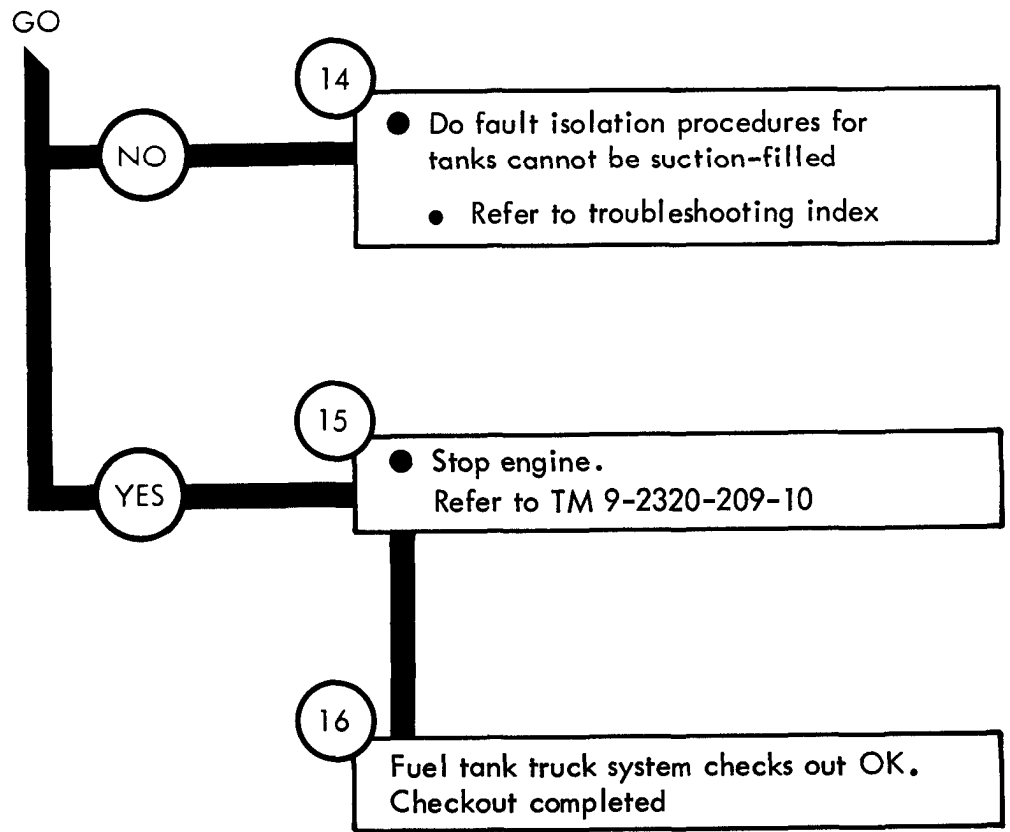 GO
14
● Do fault isolation procedures for
tanks cannot be suction-filled
● Refer to troubleshooting index
NO
15
● Stop engine.
Refer to TM 9-2320-209-10
YES
16
Fuel tank truck system checks out OK.
Checkout completed